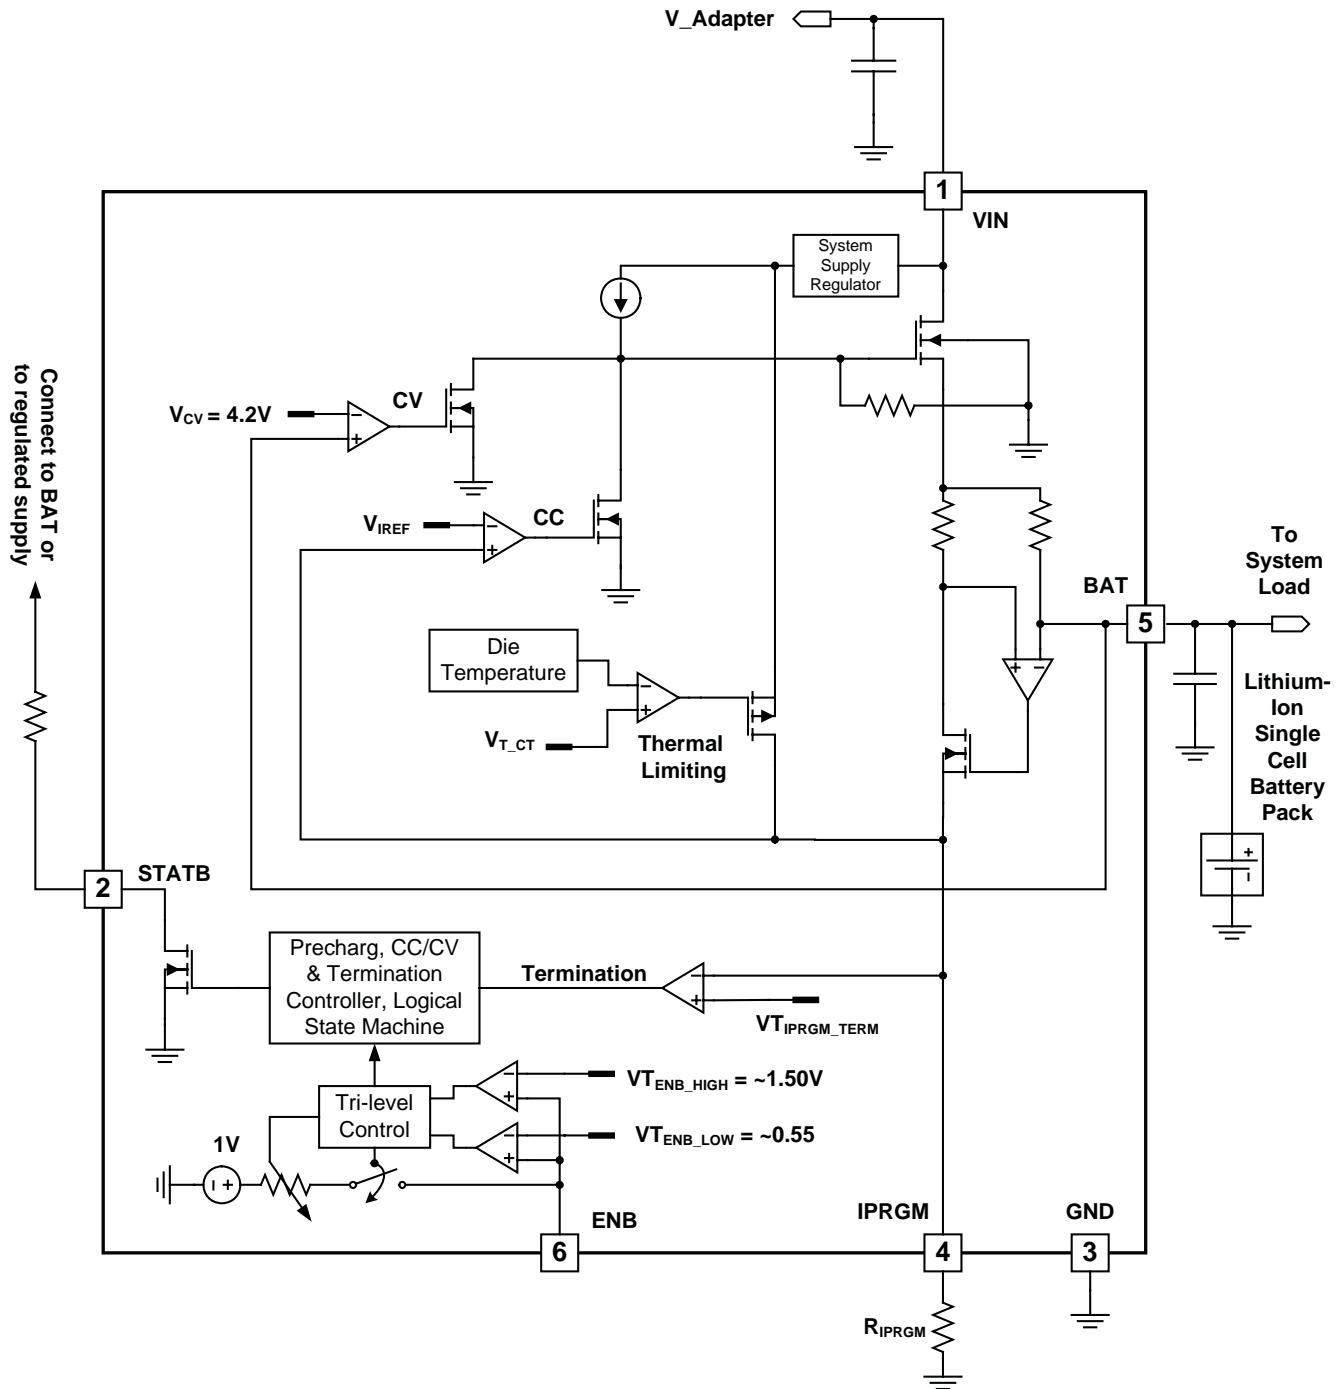 V_Adapter
1
VIN
System
Supply
Regulator
Connect to BAT or
to regulated supply
CV
VCV = 4.2V
CC
VIREF
To
System
Load
BAT
5
Die
Temperature
VT_CT
Thermal
Limiting
Lithium-
Ion
Single
Cell
Battery
Pack
2
STATB
Precharg, CC/CV
& Termination
Controller, Logical
State Machine
Termination
VTIPRGM_TERM
Tri-level
Control
VTENB_HIGH = ~1.50V
VTENB_LOW = ~0.55
1V
ENB
6
IPRGM
4
GND
3
RIPRGM